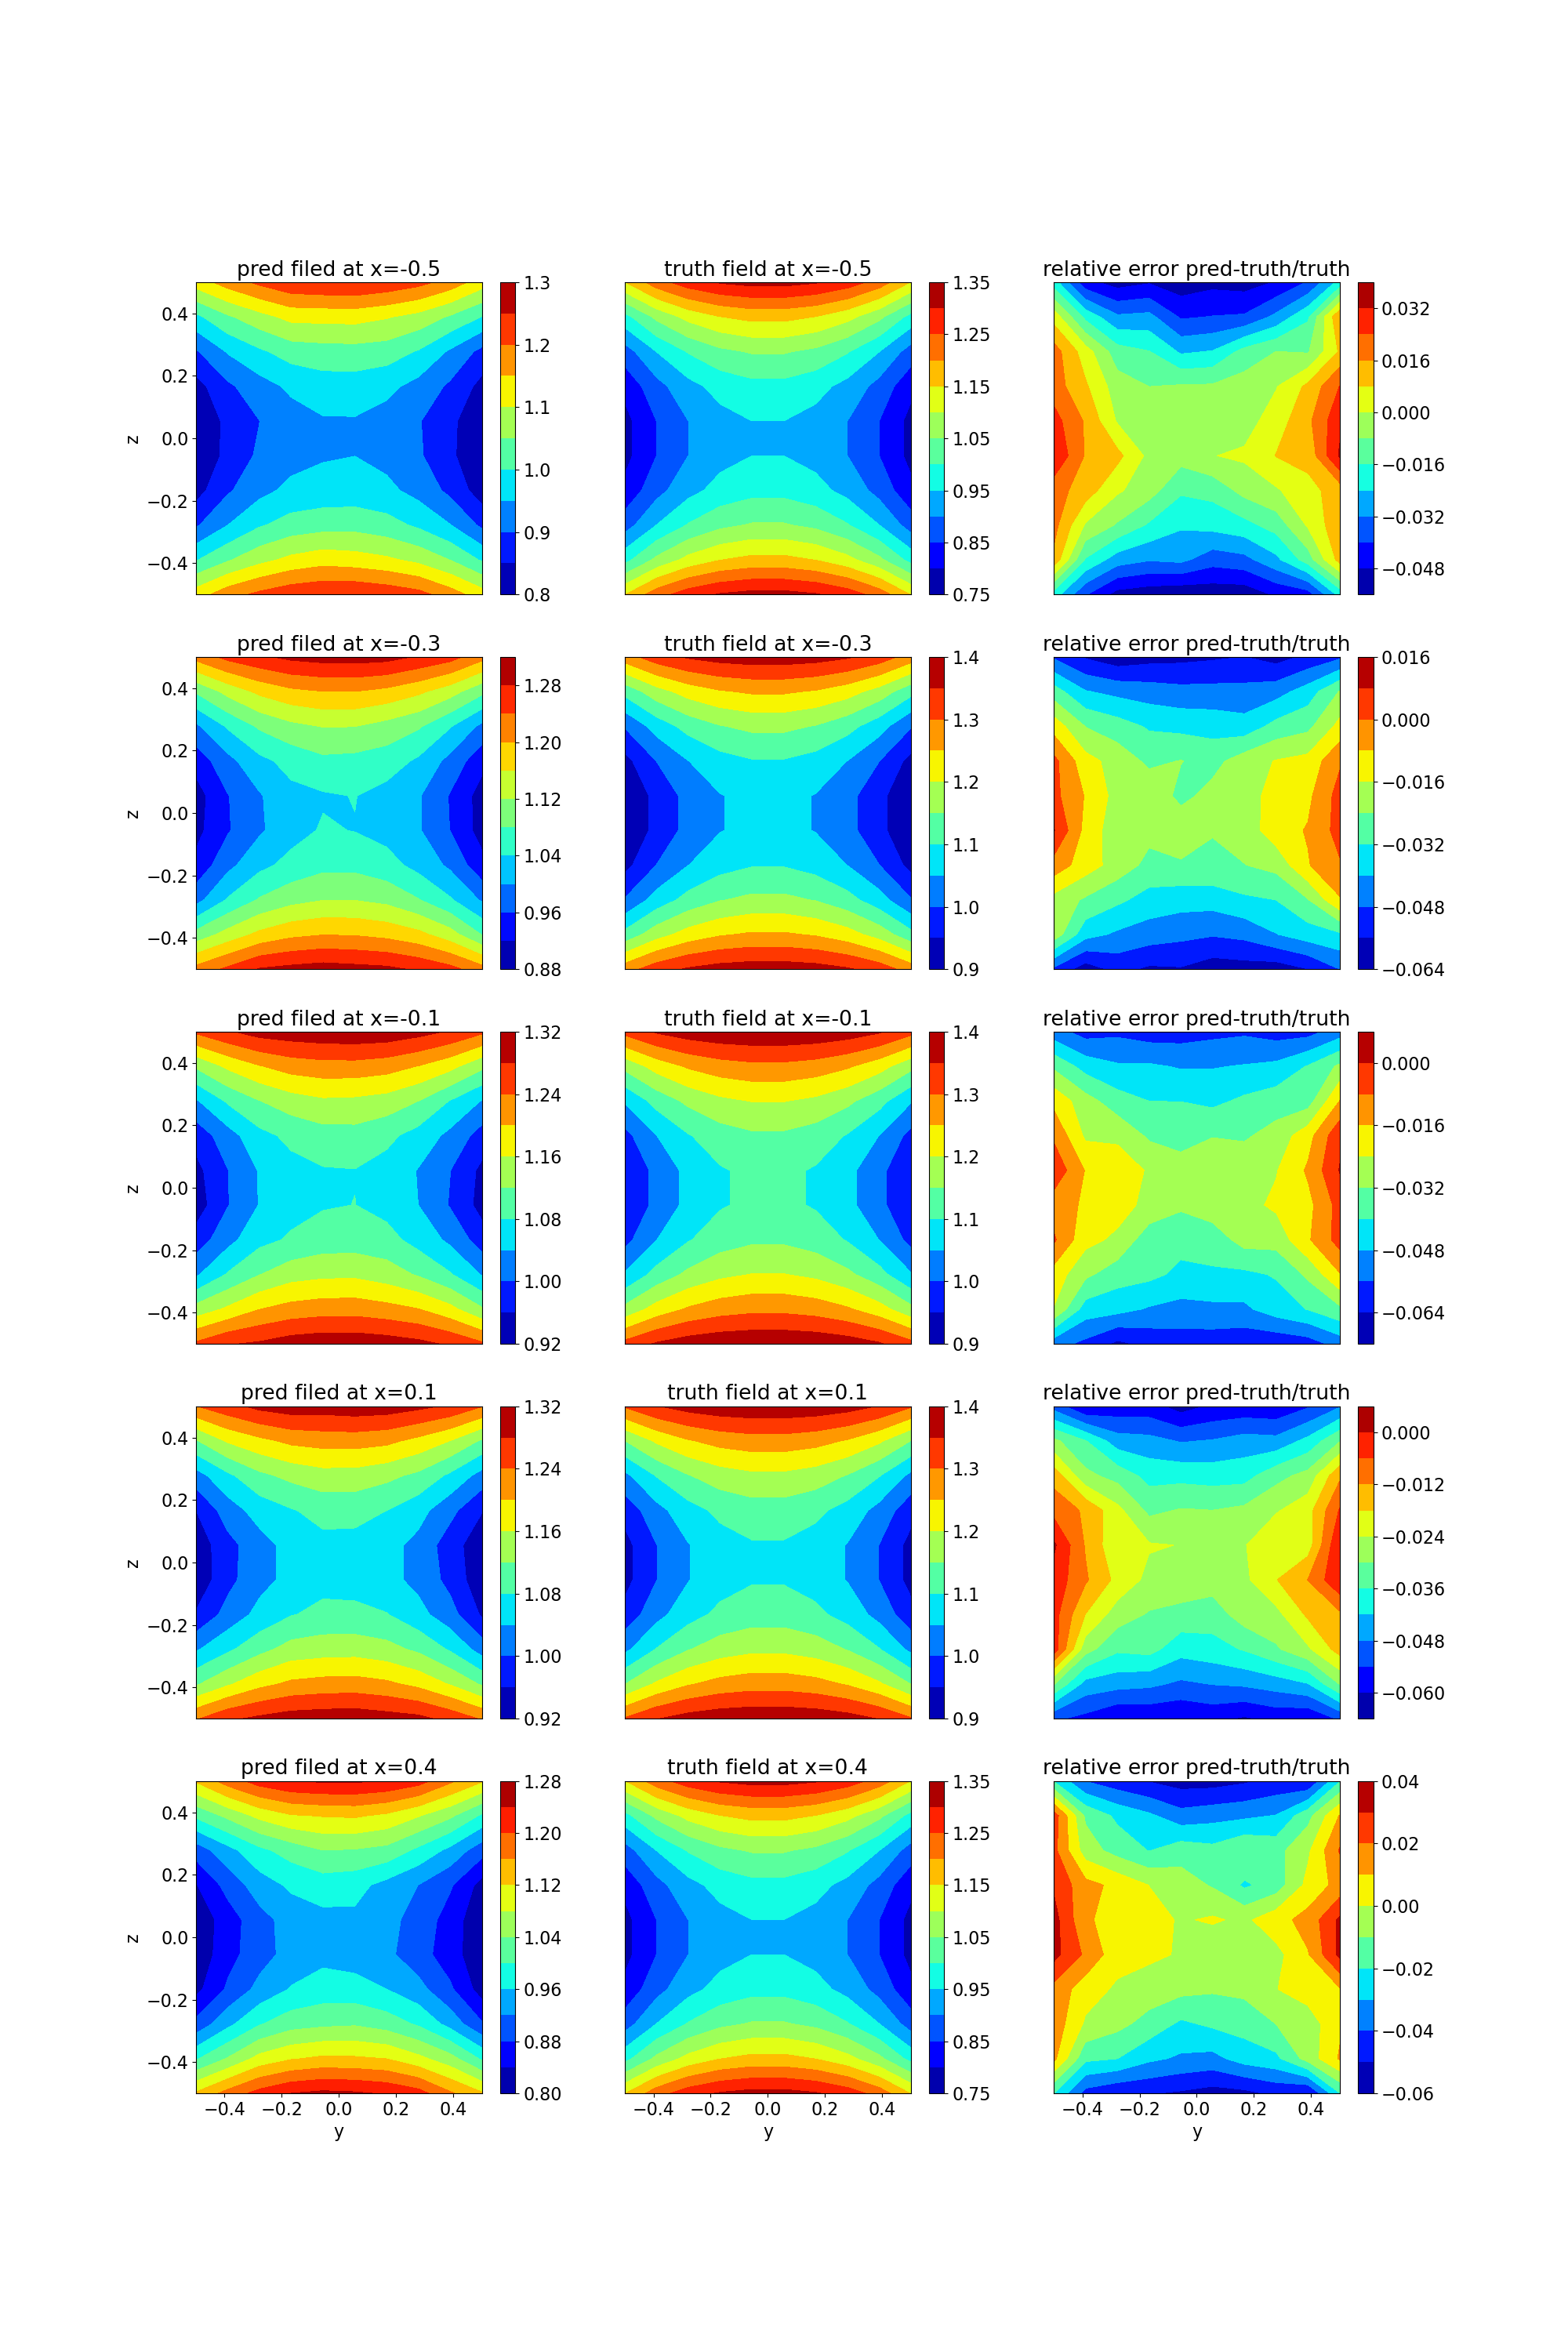 pred filed at x=-0.5 truth field at x=-0.5 relative error pred-truth/truth
0.4 0.2 0.0 −0.2 −0.4
z
1.3 1.2 1.1 1.0 0.9 0.8
1.35 1.25 1.15 1.05 0.95 0.85 0.75
0.032 0.016 0.000 −0.016 −0.032 −0.048
pred filed at x=-0.3 truth field at x=-0.3 relative error pred-truth/truth
0.4 0.2 0.0 −0.2 −0.4
z
1.28 1.20 1.12 1.04 0.96 0.88
1.4 1.3 1.2 1.1 1.0 0.9
0.016 0.000 −0.016 −0.032 −0.048 −0.064
pred filed at x=-0.1 truth field at x=-0.1 relative error pred-truth/truth
0.4 0.2 0.0 −0.2 −0.4
z
1.32 1.24 1.16 1.08 1.00 0.92
1.4 1.3 1.2 1.1 1.0 0.9
0.000 −0.016 −0.032 −0.048 −0.064
pred filed at x=0.1 truth field at x=0.1 relative error pred-truth/truth
0.4 0.2 0.0 −0.2 −0.4
z
1.32 1.24 1.16 1.08 1.00 0.92
1.4 1.3 1.2 1.1 1.0 0.9
0.000 −0.012 −0.024 −0.036 −0.048 −0.060
pred filed at x=0.4 truth field at x=0.4 relative error pred-truth/truth
0.4 0.2 0.0 −0.2 −0.4
z
1.28 1.20 1.12 1.04 0.96 0.88 0.80
1.35 1.25 1.15 1.05 0.95 0.85 0.75
0.04 0.02 0.00 −0.02 −0.04 −0.06
−0.4 −0.2 0.0 0.2 0.4 −0.4 −0.2 0.0 0.2 0.4 −0.4 −0.2 0.0 0.2 0.4
y y y